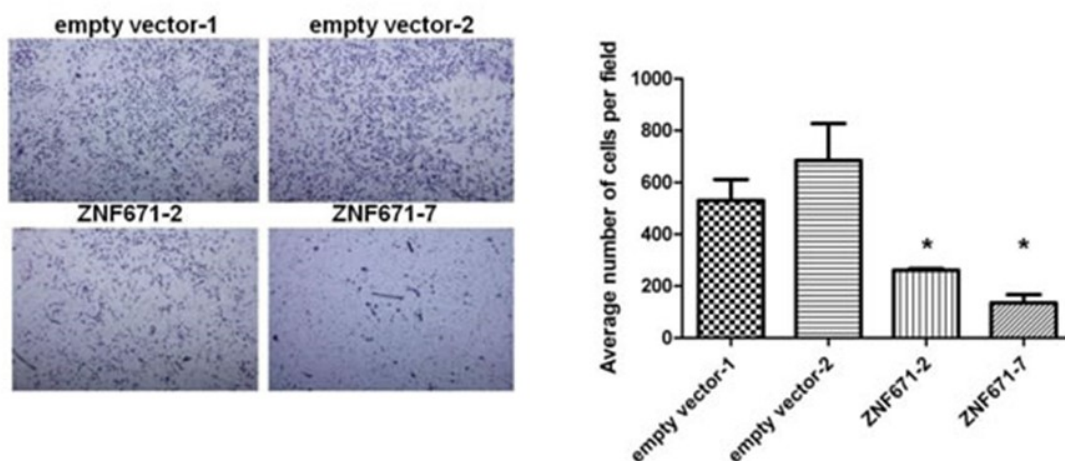 empty vector-1
empty vector-2
ZNF671-2
ZNF671-7
Average number of cells per field
1000
800
600
400
200
0
*
*
empty vector-1
empty vector-2
ZNF671-2
ZNF671-7